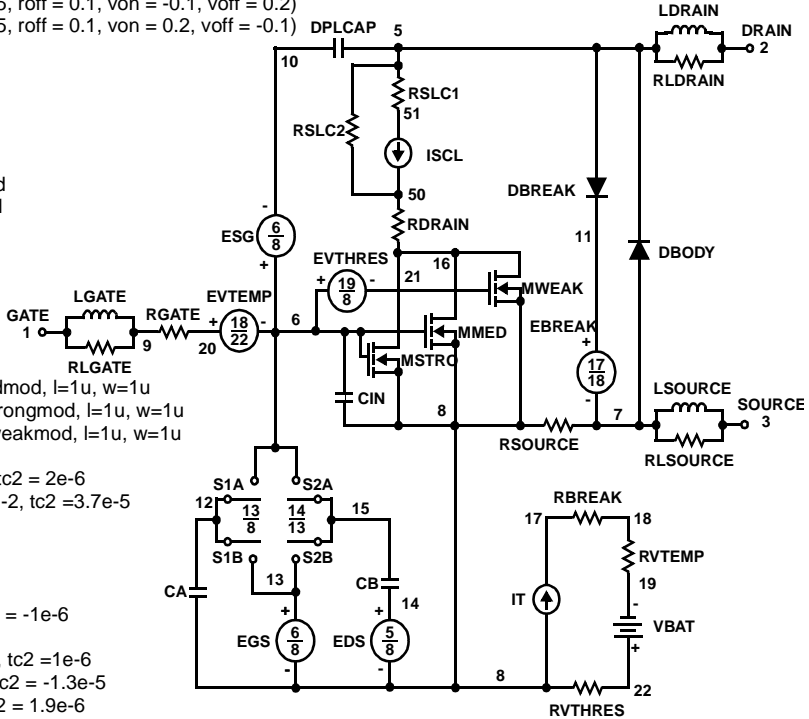 5, roff = 0.1, von = -0.1, voff = 0.2)
5, roff = 0.1, von = 0.2, voff = -0.1)
LDRAIN
DPLCAP
5
DRAIN
2
10
RLDRAIN
RSLC1
51
RSLC2
ISCL
d
50
DBREAK
RDRAIN
ESG
6
8
-
+
11
EVTHRES
16
21
DBODY
+
19
8
-
MWEAK
LGATE
EVTEMP
GATE
1
RGATE
+
18
22
-
6
EBREAK
MMED
9
20
MSTRO
+
17
18
-
RLGATE
dmod, l=1u, w=1u
LSOURCE
rongmod, l=1u, w=1u
CIN
8
7
SOURCE
3
veakmod, l=1u, w=1u
RSOURCE
RLSOURCE
tc2 = 2e-6
S1A
S2A
-2, tc2 =3.7e-5
12
13
8
14
13
15
RBREAK
17
18
S1B
S2B
RVTEMP
13
CA
CB
19
14
IT
-
= -1e-6
+
+
VBAT
EGS
6
8
EDS
5
8
+
, tc2 =1e-6
-
-
8
22
c2 = -1.3e-5
2 = 1.9e-6
RVTHRES